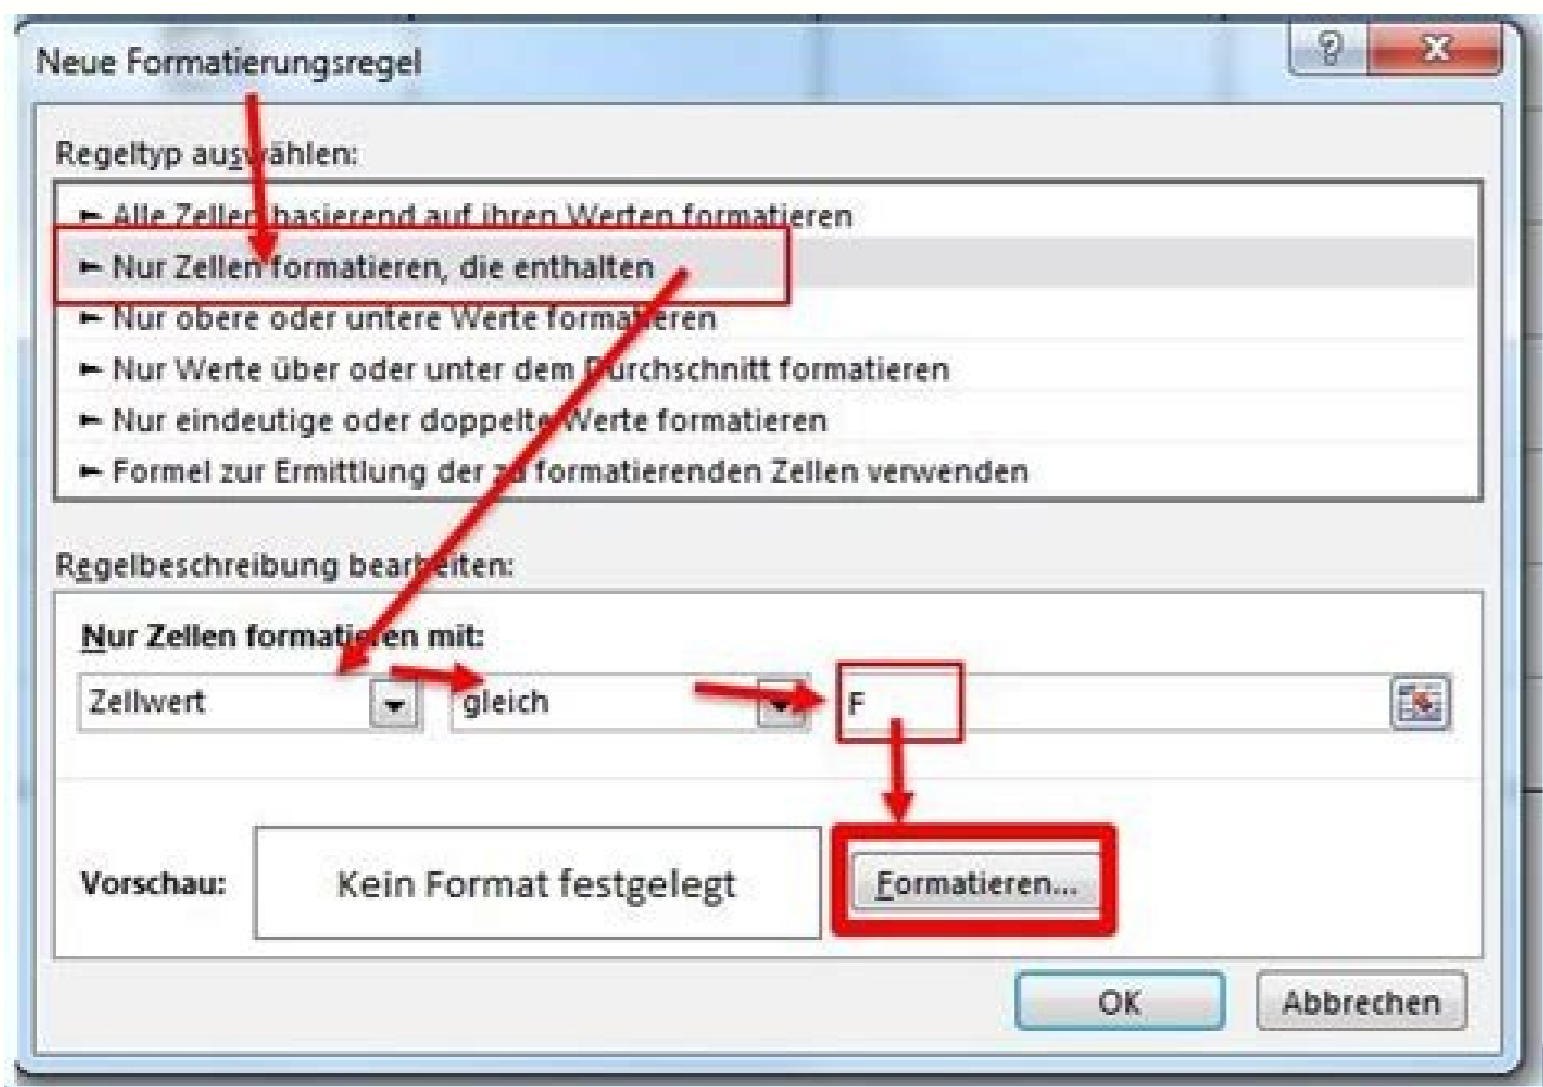 Neue Formatierungsregel
?
Regeltyp auswählen:
► Alle Zellen basierend auf ihren Werten formatieren
► Nur Zellen formatieren, die enthalten
► Nur obere oder untere Werte formatieren
► Nur Werte über oder unter dem Durchschnitt formatieren
► Nur eindeutige oder doppelte Werte formatieren
► Formel zur Ermittlung der zu formatierenden Zellen verwenden
Regelbeschreibung bearbeiten:
Nur Zellen formatieren mit:
Zellwert gleich F
Vorschau: Kein Format festgelegt Formatieren...
OK Abbrechen